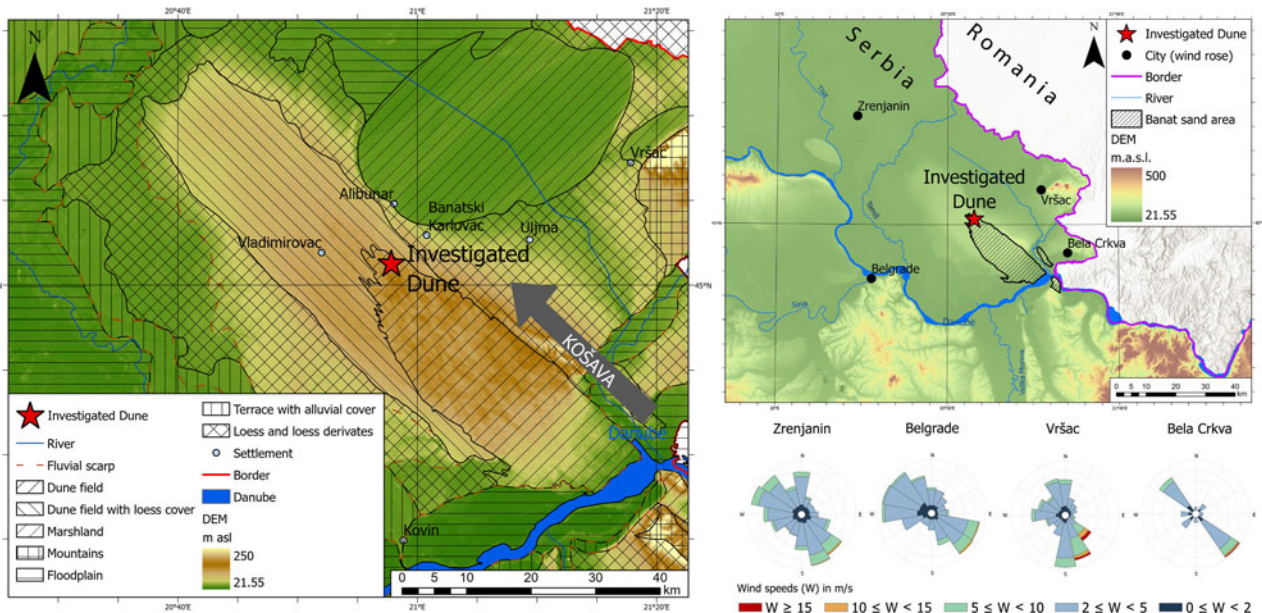 20°40'E
21°E
21°20'E
N
Vršac
Alibunar
Banatski
Karlovac
Uljma
Vladimirovac
Investigated
Dune
45°N
KOŠAVA
Danube
Kovin
Investigated Dune
River
Fluvial scarp
Dune field
Dune field with loess cover
Marshland
Mountains
Floodplain
Terrace with alluvial cover
Loess and loess derivates
Settlement
Border
Danube
DEM
m asl
250
21.55
0 10 20 30 40
km
20°40'E
21°E
21°20'E
Serbia
Romania
N
Tisa
Zrenjanin
Investigated
Dune
Vršac
Tamiš
Bela Crkva
Belgrade
Sava
Danube
Velika Morava
Investigated Dune
City (wind rose)
Border
River
Banat sand area
DEM
m.a.s.l.
500
21.55
0 5 10 20 30 40
km
Zrenjanin
Belgrade
Vršac
Bela Crkva
N
W
E
S
N
W
E
S
N
W
E
S
N
W
E
S
Wind speeds (W) in m/s
W ≥ 15
10 ≤ W < 15
5 ≤ W < 10
2 ≤ W < 5
0 ≤ W < 2